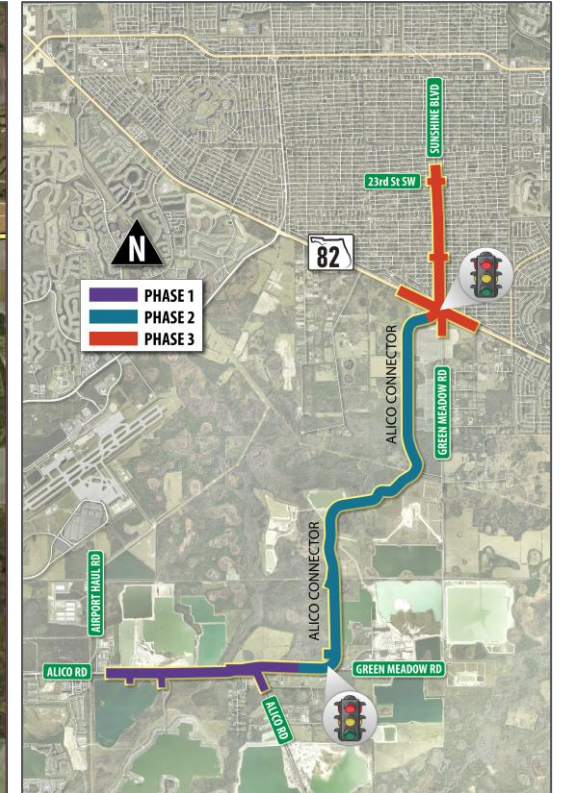 SUNSHINE BLVD
23rd St SW
82
N
PHASE 1
PHASE 2
PHASE 3
ALICO CONNECTOR
GREEN MEADOW RD
ALICO CONNECTOR
AIRPORT HAUL RD
ALICO RD
GREEN MEADOW RD
ALICO RD